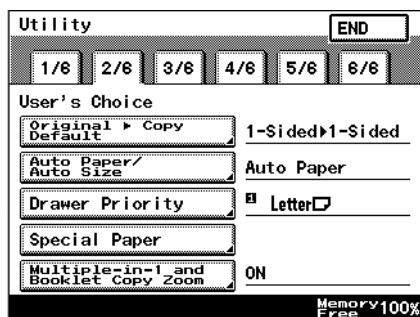 Utility END
1/6 2/6 3/6 4/6 5/6 6/6
User's Choice
Original ▸ Copy
Default
1-Sided▸1-Sided
Auto Paper/
Auto Size
Auto Paper
Drawer Priority
1 Letter
Special Paper
Multiple-in-1 and
Booklet Copy Zoom
ON
Memory
Free 100%